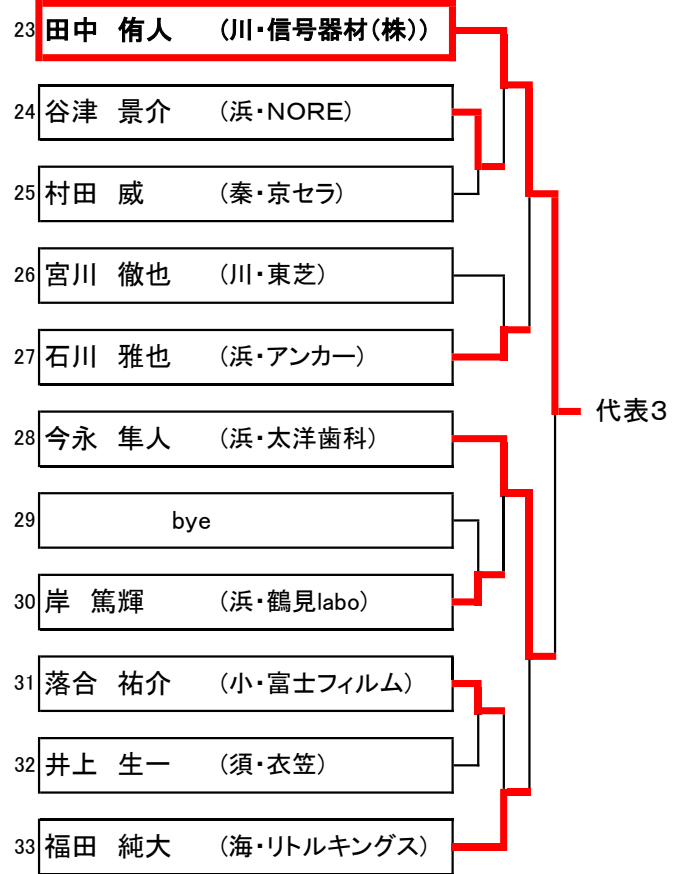 23 田中 侑人 (川・信号器材(株))
24 谷津 景介 (浜・NORE)
25 村田 威 (秦・京セラ)
26 宮川 徹也 (川・東芝)
27 石川 雅也 (浜・アンカー)
代表3
28 今永 隼人 (浜・太洋歯科)
29 bye
30 岸 篤輝 (浜・鶴見labo)
31 落合 祐介 (小・富士フィルム)
32 井上 生一 (須・衣笠)
33 福田 純大 (海・リトルキングス)